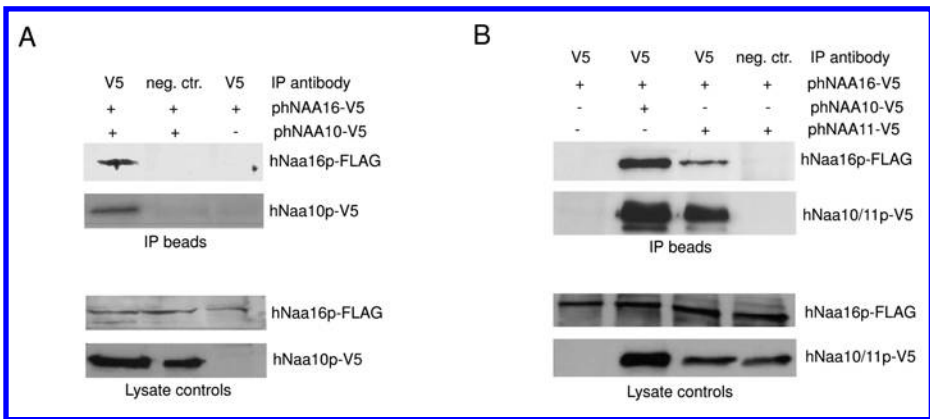 A
V5 neg. ctr. V5 IP antibody
+ + + phNAA16-V5
+ + - phNAA10-V5
hNaa16p-FLAG
hNaa10p-V5
IP beads
hNaa16p-FLAG
hNaa10p-V5
Lysate controls
B
V5 V5 V5 neg. ctr. IP antibody
+ + + + phNAA16-V5
- + - - phNAA10-V5
- - + + phNAA11-V5
hNaa16p-FLAG
hNaa10/11p-V5
IP beads
hNaa16p-FLAG
hNaa10/11p-V5
Lysate controls